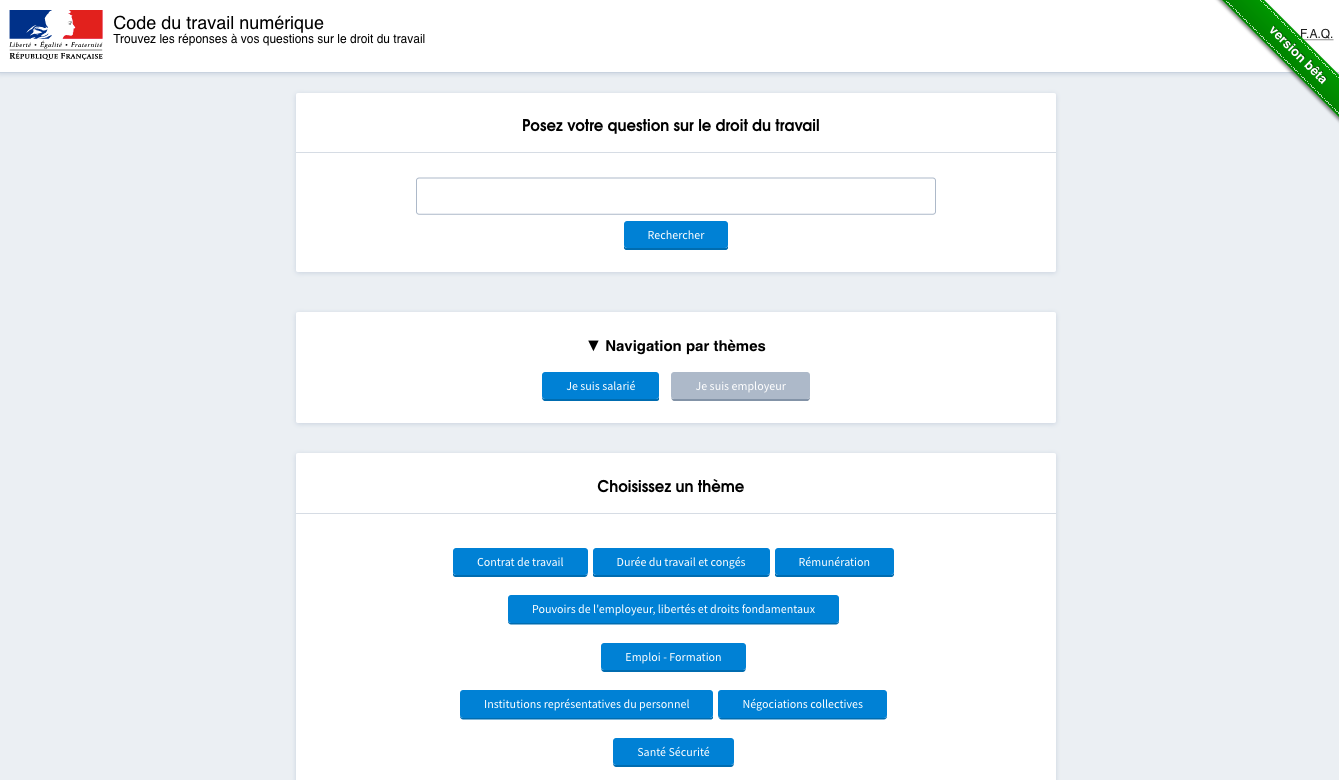 Code du travail numérique
Trouvez les réponses à vos questions sur le droit du travail
Liberté • Égalité • Fraternité
RÉPUBLIQUE FRANÇAISE
F.A.Q.
version bêta
Posez votre question sur le droit du travail
Rechercher
▼ Navigation par thèmes
Je suis salarié
Je suis employeur
Choisissez un thème
Contrat de travail
Durée du travail et congés
Rémunération
Pouvoirs de l'employeur, libertés et droits fondamentaux
Emploi - Formation
Institutions représentatives du personnel
Négociations collectives
Santé Sécurité